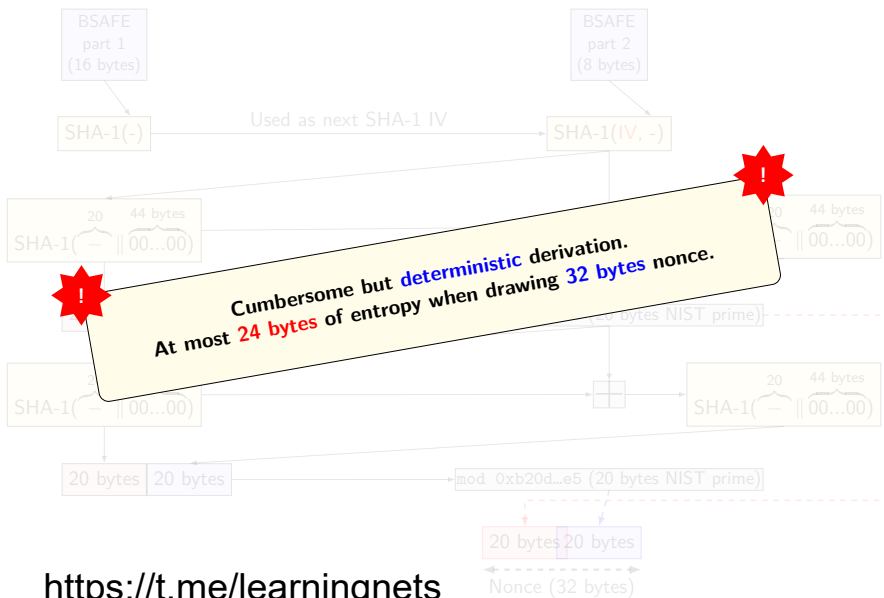 BSAFE
part 1
(16 bytes)
BSAFE
part 2
(8 bytes)
SHA-1(-)
Used as next SHA-1 IV
SHA-1(IV, -)
20
44 bytes
SHA-1( — || 00...00)
44 bytes
|| 00...00)
!
!
Cumbersome but deterministic derivation.
At most 24 bytes of entropy when drawing 32 bytes nonce.
bytes NIST prime)
20
44 bytes
SHA-1( — || 00...00)
SHA-1( — || 00...00)
20 bytes
20 bytes
mod 0xb20d…e5 (20 bytes NIST prime)
20 bytes
20 bytes
Nonce (32 bytes)
https://t.me/learningnets